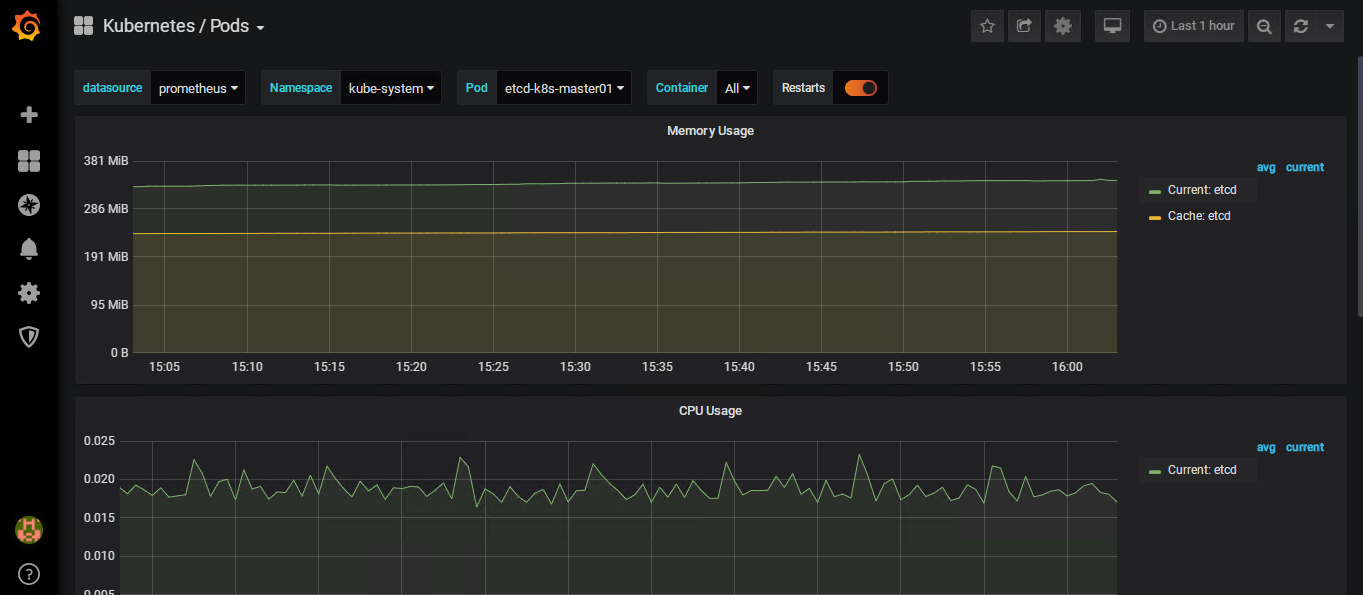 Kubernetes / Pods
Last 1 hour
datasource prometheus Namespace kube-system Pod etcd-k8s-master01 Container All Restarts
Memory Usage
381 MiB
286 MiB
191 MiB
95 MiB
0 B
15:05 15:10 15:15 15:20 15:25 15:30 15:35 15:40 15:45 15:50 15:55 16:00
avg current
Current: etcd
Cache: etcd
CPU Usage
0.025
0.020
0.015
0.010
0.005
avg current
Current: etcd
?